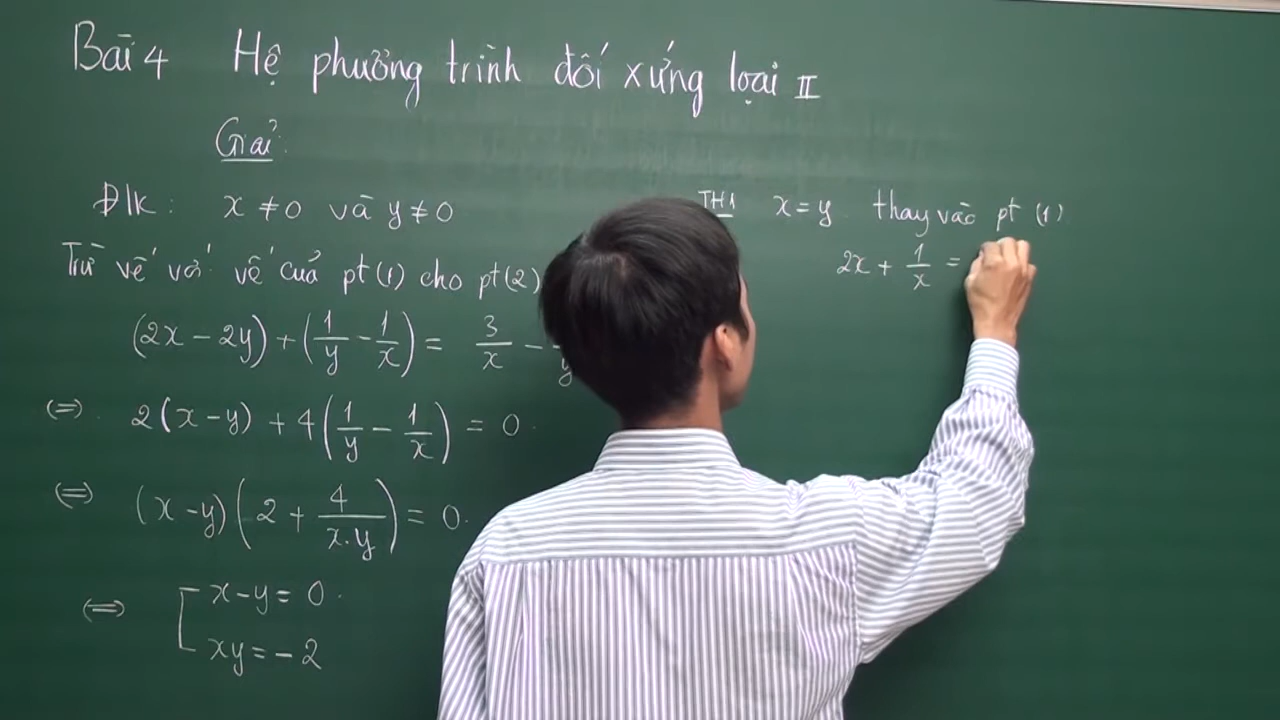 Bài 4 Hệ phương trình đối xứng loại II
Giải:
ĐIK: x ≠ 0 và y ≠ 0
Trừ vế với vế của pt(1) cho pt(2)
(2x - 2y) + (1/y - 1/x) = 3/x -
(=) 2(x-y) + 4(1/y - 1/x) = 0.
(=) (x-y)(2 + 4/x.y) = 0.
(=) [ x-y = 0.
xy = -2
TH1 x = y. thay vào pt (1)
2x + 1/x =